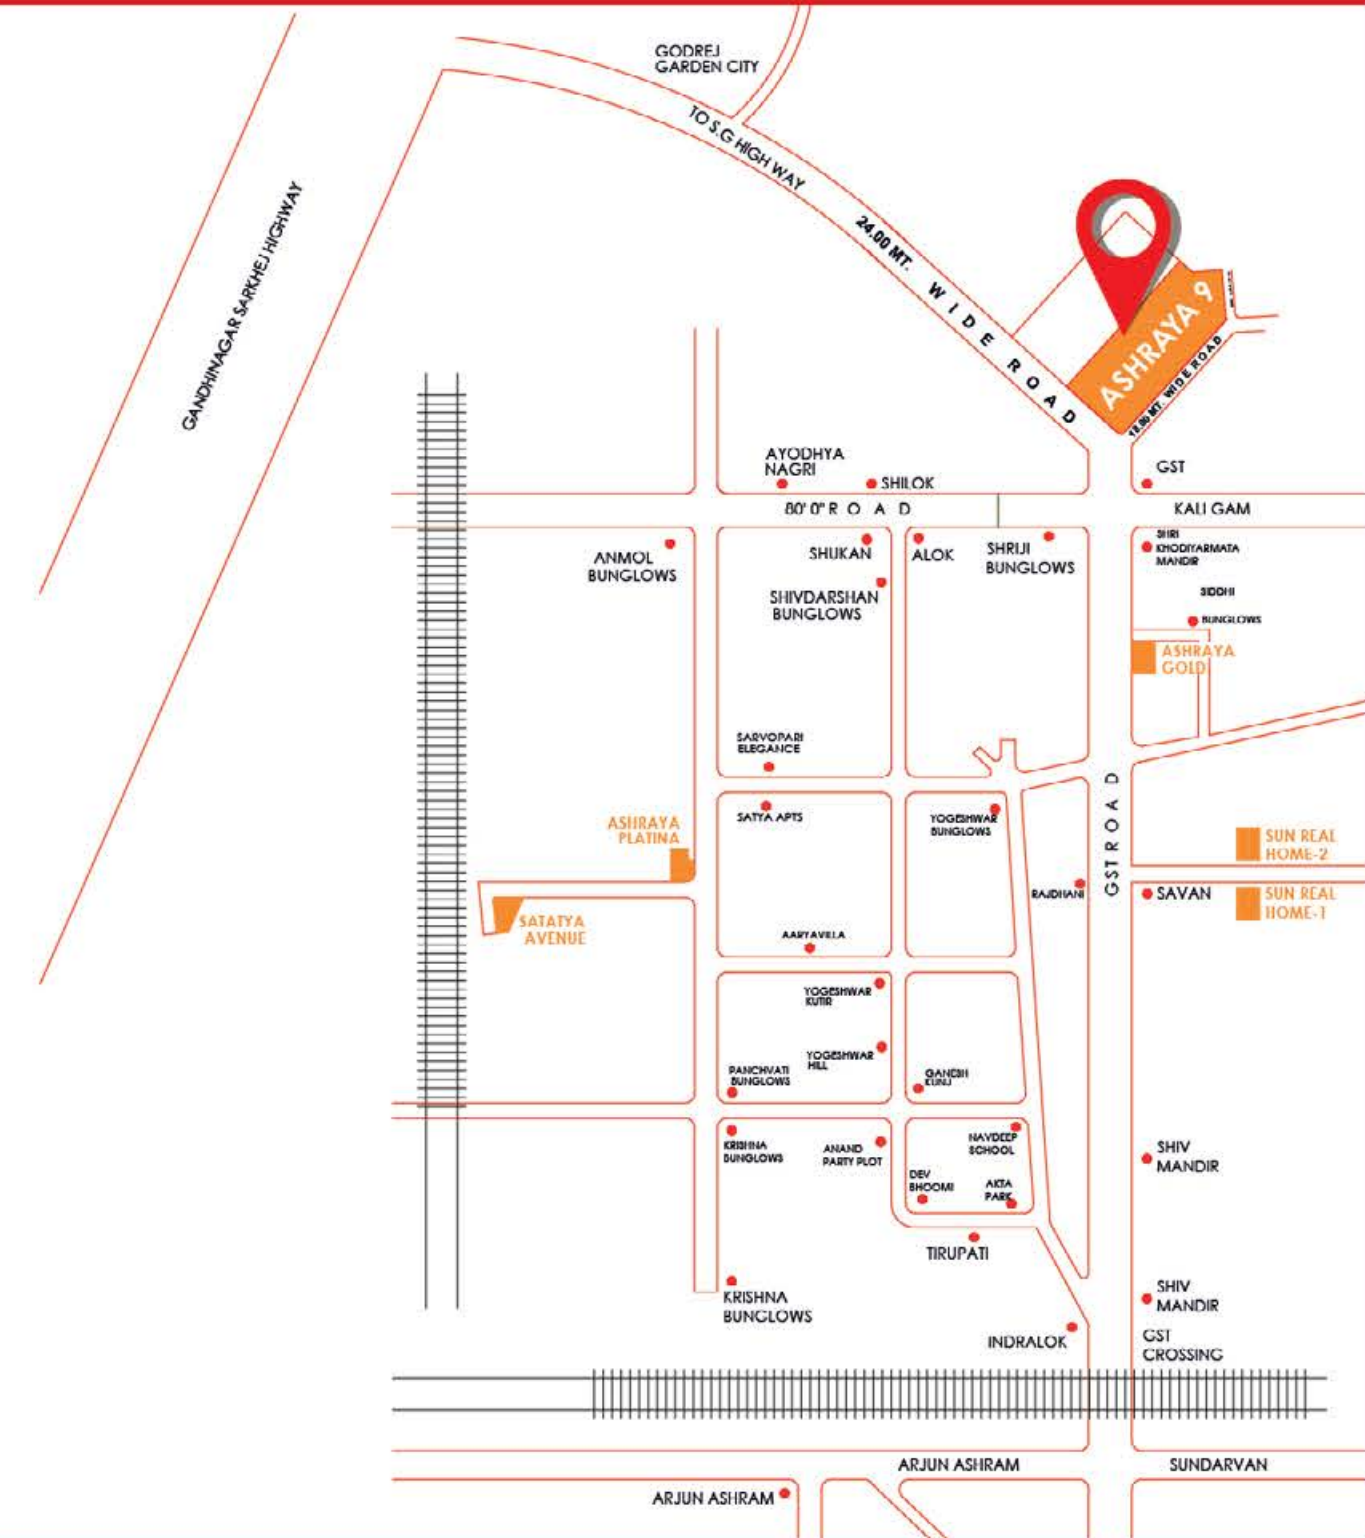 GODREJ
GARDEN CITY
TO S.G HIGH WAY
GANDHINAGAR SARKHEJ HIGHWAY
24.00 MT. WIDE ROAD
ASHRAYA 9
18.00 MT. WIDE ROAD
AYODHYA
NAGRI
SHILOK
GST
80' 0" ROAD
KALI GAM
ANMOL
BUNGLOWS
SHUKAN
ALOK
SHRIJI
BUNGLOWS
SHRI
KHODIYARMATA
MANDIR
SHIVDARSHAN
BUNGLOWS
SIDDHI
BUNGLOWS
ASHRAYA
GOLD
SARVOPARI
ELEGANCE
SATYA APTS
YOGESHWAR
BUNGLOWS
GST ROAD
ASHRAYA
PLATINA
SUN REAL
HOME-2
RAJDHANI
SAVAN
SUN REAL
HOME-1
SATATYA
AVENUE
AARYAVILLA
YOGESHWAR
KUTIR
YOGESHWAR
HILL
PANCHVATI
BUNGLOWS
GANESH
KUNJ
KRISHNA
BUNGLOWS
ANAND
PARTY PLOT
NAVDEEP
SCHOOL
SHIV
MANDIR
DEV
BHOOMI
AKTA
PARK
TIRUPATI
KRISHNA
BUNGLOWS
SHIV
MANDIR
INDRALOK
GST
CROSSING
ARJUN ASHRAM
SUNDARVAN
ARJUN ASHRAM